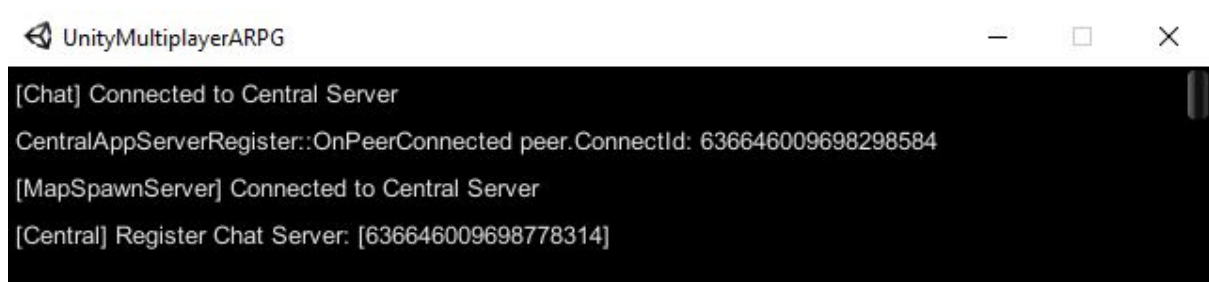 UnityMultiplayerARPG
[Chat] Connected to Central Server
CentralAppServerRegister::OnPeerConnected peer.ConnectId: 636646009698298584
[MapSpawnServer] Connected to Central Server
[Central] Register Chat Server: [636646009698778314]